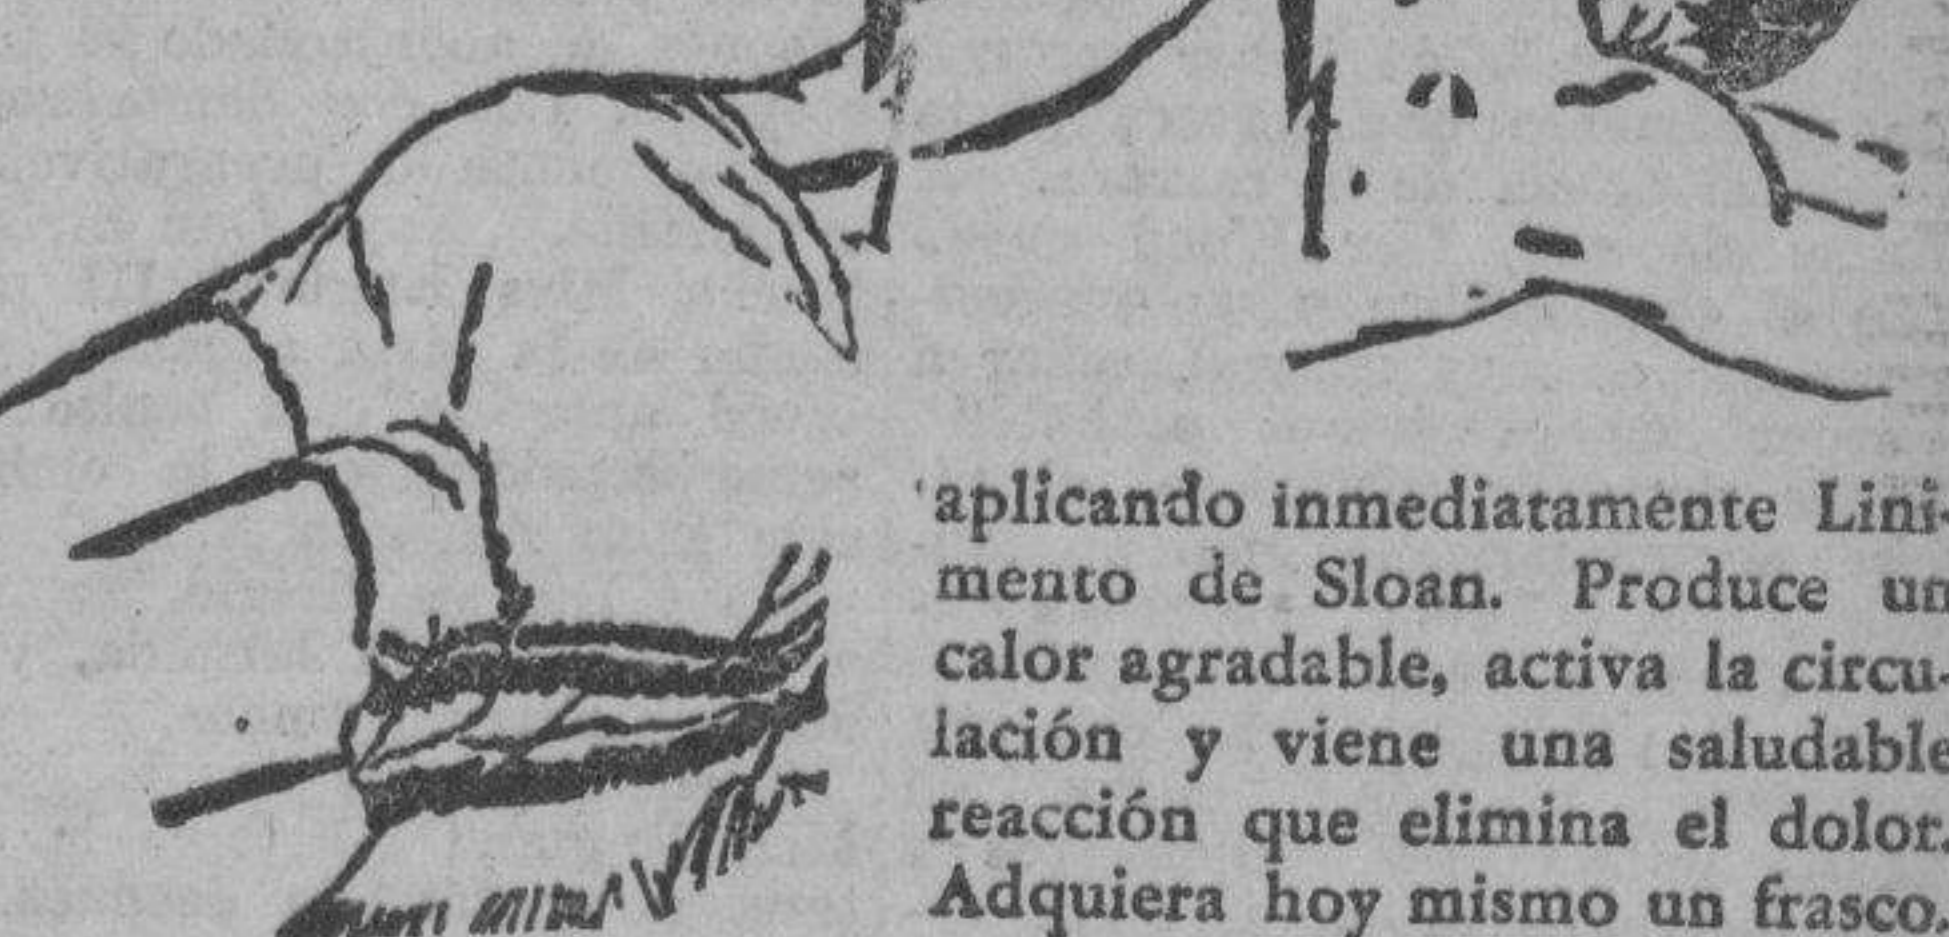 aplicando inmediatamente Lini-
mento de Sloan. Produce un
calor agradable, activa la circu-
lación y viene una saludable
reacción que elimina el dolor.
Adquiera hoy mismo un frasco.